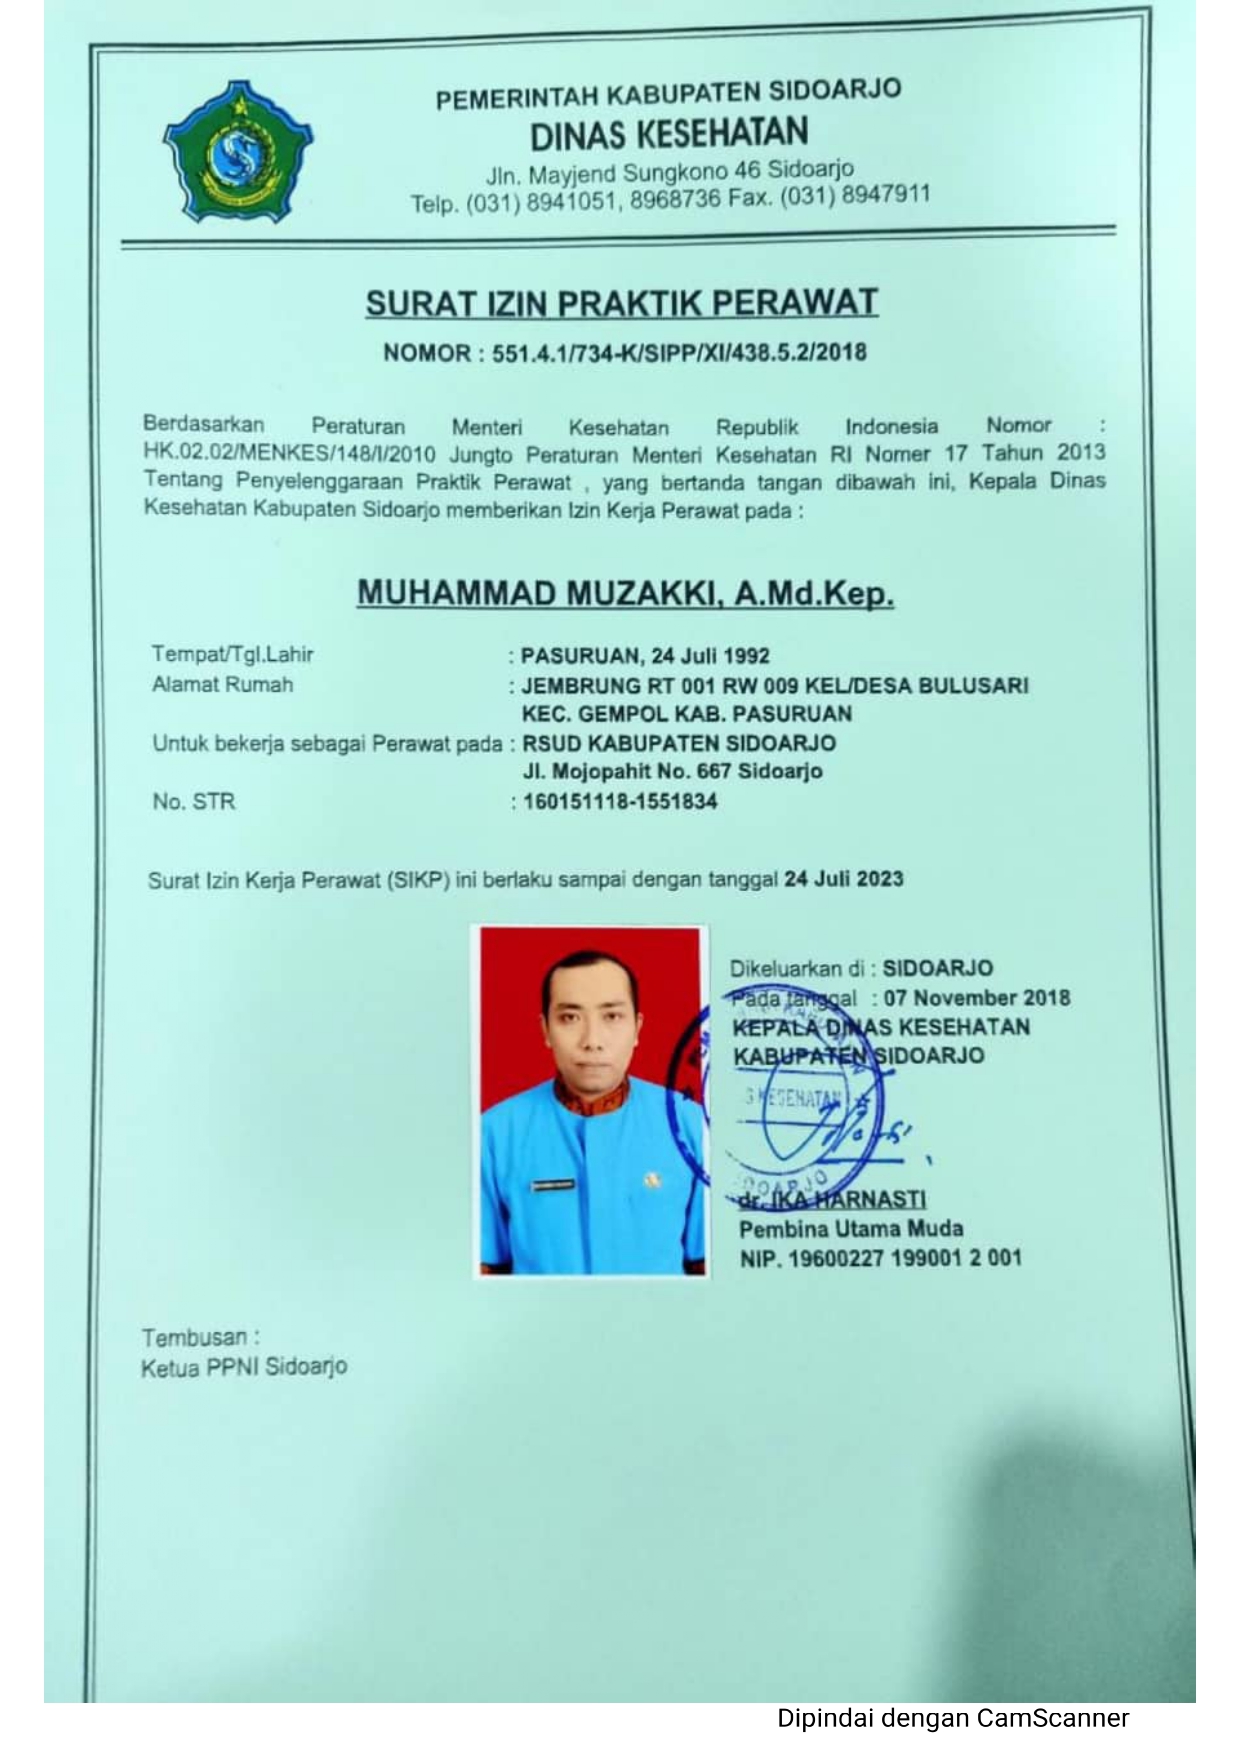 PEMERINTAH KABUPATEN SIDOARJO
DINAS KESEHATAN
Jln. Mayjend Sungkono 46 Sidoarjo
Telp. (031) 8941051, 8968736 Fax. (031) 8947911
SURAT IZIN PRAKTIK PERAWAT
NOMOR : 551.4.1/734-K/SIPP/XI/438.5.2/2018
Berdasarkan Peraturan Menteri Kesehatan Republik Indonesia Nomor :
HK.02.02/MENKES/148/I/2010 Jungto Peraturan Menteri Kesehatan RI Nomer 17 Tahun 2013
Tentang Penyelenggaraan Praktik Perawat , yang bertanda tangan dibawah ini, Kepala Dinas
Kesehatan Kabupaten Sidoarjo memberikan Izin Kerja Perawat pada :
MUHAMMAD MUZAKKI, A.Md.Kep.
Tempat/Tgl.Lahir : PASURUAN, 24 Juli 1992
Alamat Rumah : JEMBRUNG RT 001 RW 009 KEL/DESA BULUSARI
KEC. GEMPOL KAB. PASURUAN
Untuk bekerja sebagai Perawat pada : RSUD KABUPATEN SIDOARJO
Jl. Mojopahit No. 667 Sidoarjo
No. STR : 160151118-1551834
Surat Izin Kerja Perawat (SIKP) ini berlaku sampai dengan tanggal 24 Juli 2023
Dikeluarkan di : SIDOARJO
Pada tanggal : 07 November 2018
KEPALA DINAS KESEHATAN
KABUPATEN SIDOARJO
KESEHATAN
dr. IKA HARNASTI
Pembina Utama Muda
NIP. 19600227 199001 2 001
Tembusan :
Ketua PPNI Sidoarjo
Dipindai dengan CamScanner